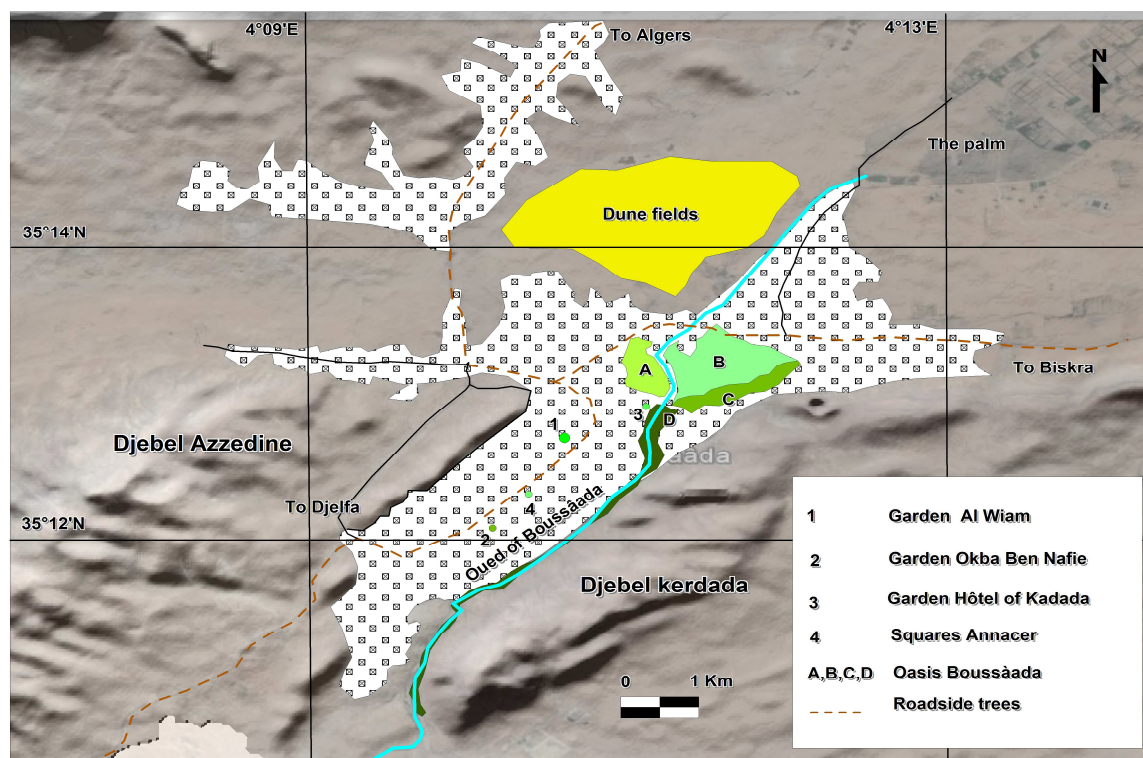 4°09'E
4°13'E
To Algers
N
The palm
Dune fields
35°14'N
A
B
To Biskra
C
3
D
1
Djebel Azzedine
aâda
To Djelfa
4
35°12'N
2
Oued of Boussâada
Djebel kerdada
0 1 Km
1 Garden Al Wiam
2 Garden Okba Ben Nafie
3 Garden Hôtel of Kadada
4 Squares Annacer
A,B,C,D Oasis Boussàada
Roadside trees